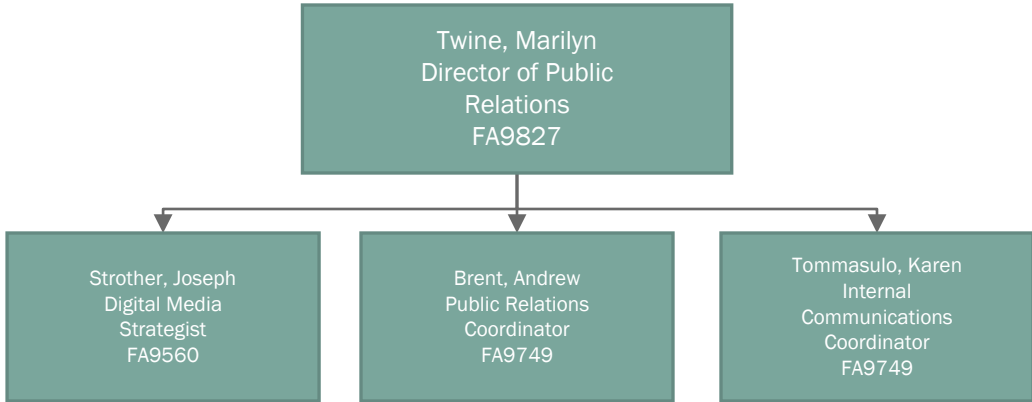 Twine, Marilyn
Director of Public
Relations
FA9827
Strother, Joseph
Digital Media
Strategist
FA9560
Brent, Andrew
Public Relations
Coordinator
FA9749
Tommasulo, Karen
Internal
Communications
Coordinator
FA9749